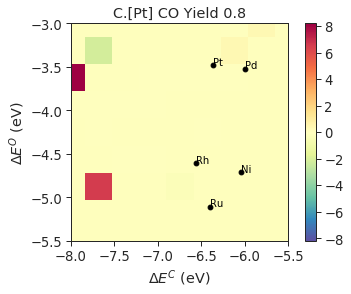 C.[Pt] CO Yield 0.8
−3.0
−3.5
−4.0
−4.5
−5.0
−5.5
ΔE^O (eV)
Pt
Pd
Rh
Ni
Ru
−8.0 −7.5 −7.0 −6.5 −6.0 −5.5
ΔE^C (eV)
8
6
4
2
0
−2
−4
−6
−8